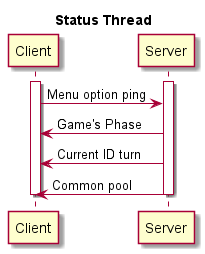 Status Thread
Client
Server
Menu option ping
Game's Phase
Current ID turn
Common pool
Client
Server